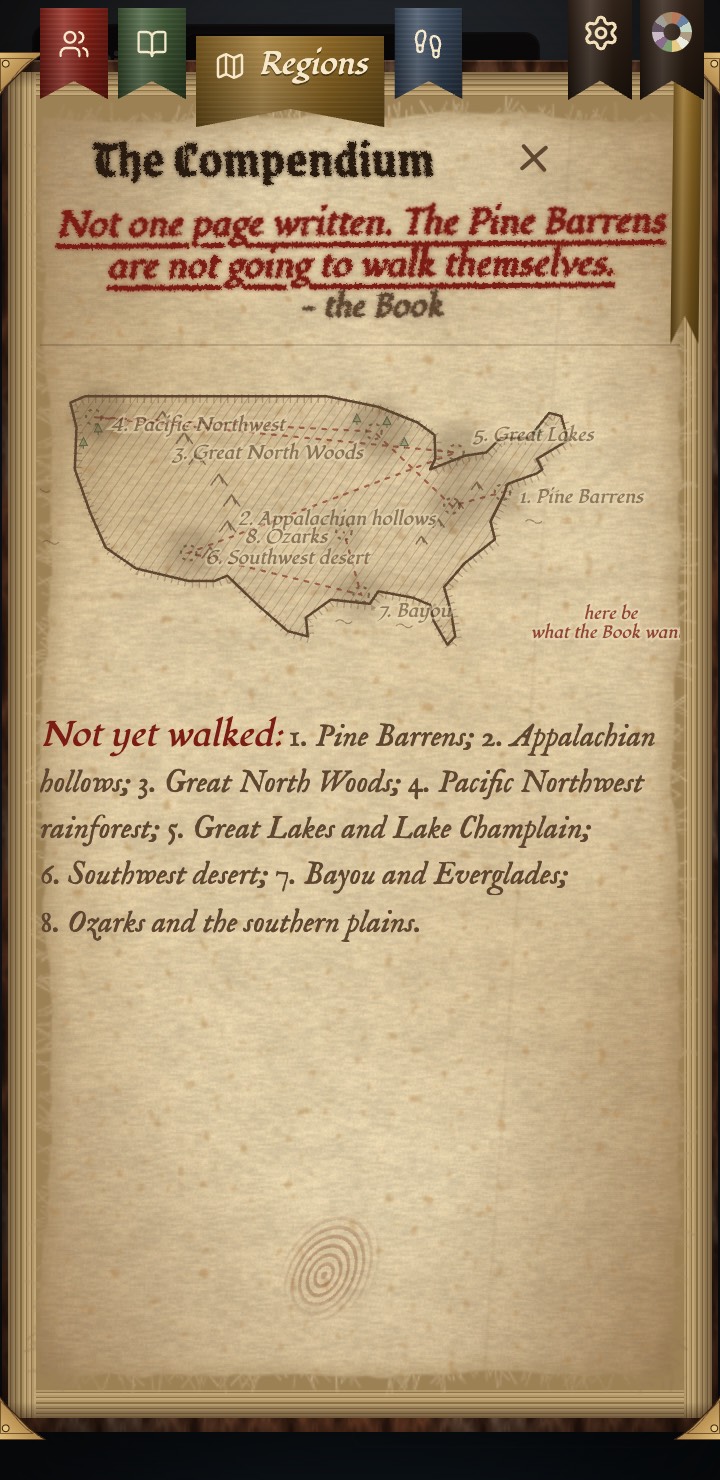 Regions
The Compendium
Not one page written. The Pine Barrens
are not going to walk themselves.
- the Book
4. Pacific Northwest
5. Great Lakes
3. Great North Woods
1. Pine Barrens
2. Appalachian hollows
8. Ozarks
6. Southwest desert
7. Bayou
here be
what the Book wan
Not yet walked: 1. Pine Barrens; 2. Appalachian
hollows; 3. Great North Woods; 4. Pacific Northwest
rainforest; 5. Great Lakes and Lake Champlain;
6. Southwest desert; 7. Bayou and Everglades;
8. Ozarks and the southern plains.